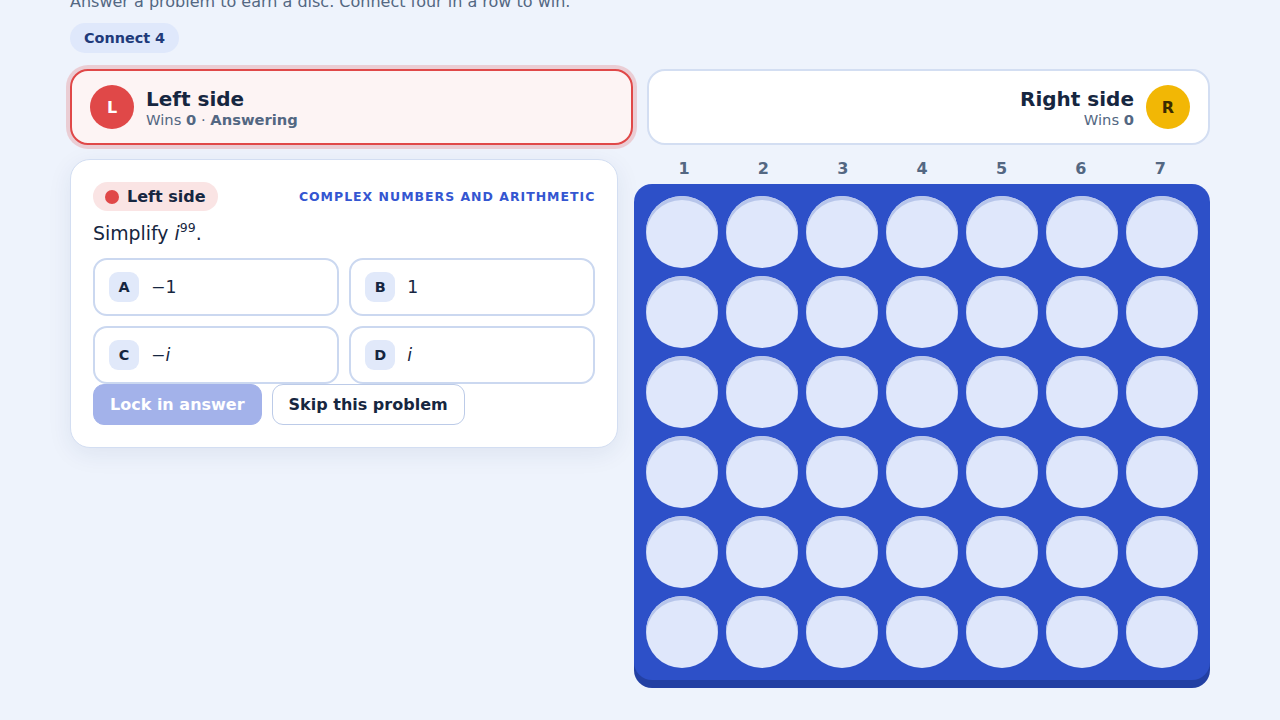 Answer a problem to earn a disc. Connect four in a row to win.
Connect 4
L
Left side
Wins 0 · Answering
Right side
Wins 0
R
Left side
COMPLEX NUMBERS AND ARITHMETIC
Simplify i⁹⁹.
A −1
B 1
C −i
D i
Lock in answer
Skip this problem
1 2 3 4 5 6 7